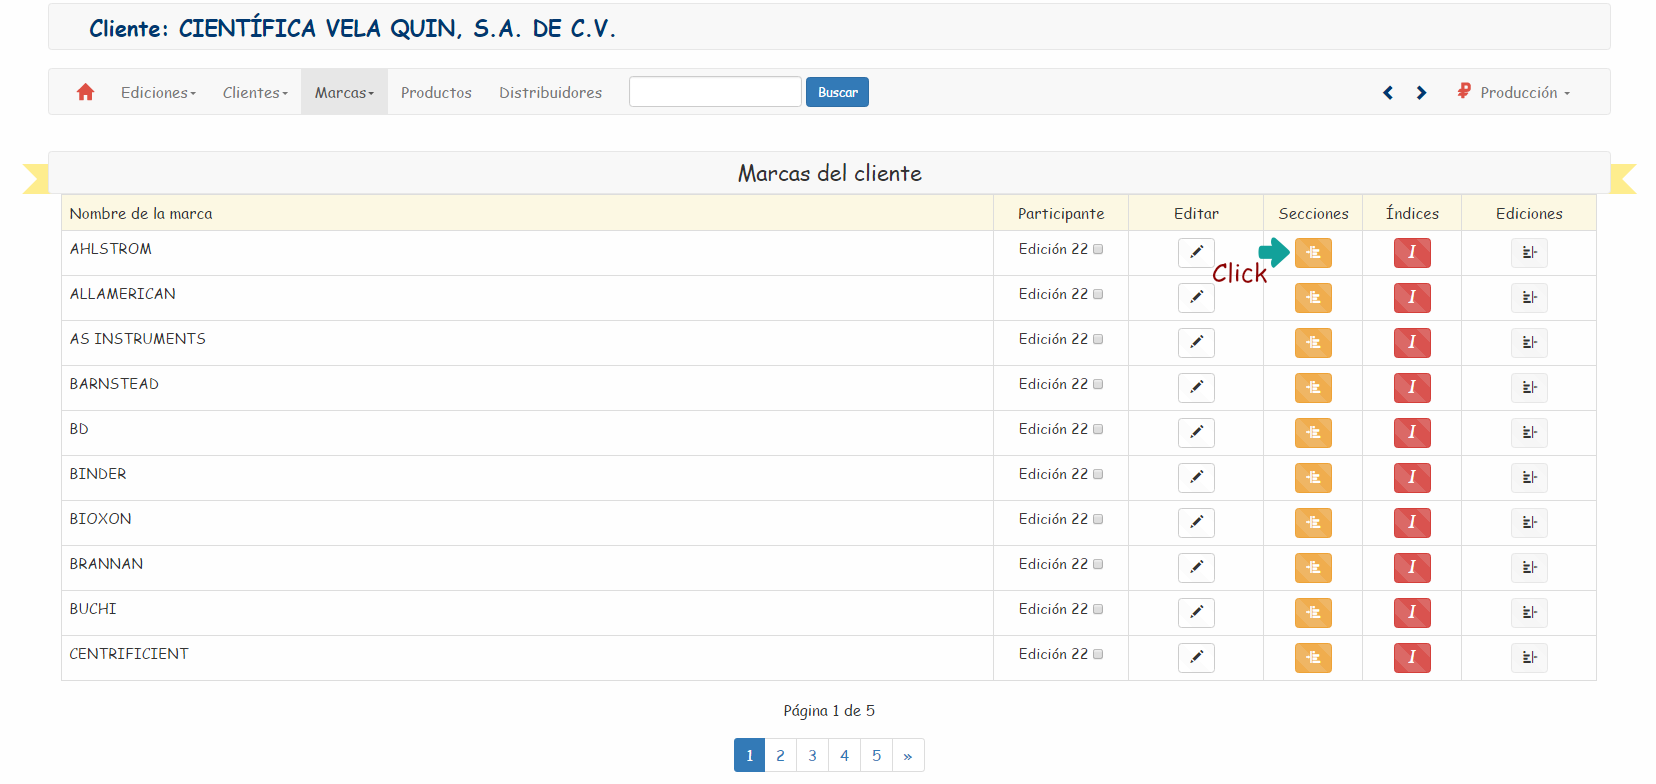 Cliente: CIENTÍFICA VELA QUIN, S.A. DE C.V.
Ediciones Clientes Marcas Productos Distribuidores Buscar Producción
Marcas del cliente
Nombre de la marca Participante Editar Secciones Índices Ediciones
AHLSTROM Edición 22 I
Click
ALLAMERICAN Edición 22 I
AS INSTRUMENTS Edición 22 I
BARNSTEAD Edición 22 I
BD Edición 22 I
BINDER Edición 22 I
BIOXON Edición 22 I
BRANNAN Edición 22 I
BUCHI Edición 22 I
CENTRIFICIENT Edición 22 I
Página 1 de 5
1 2 3 4 5 »